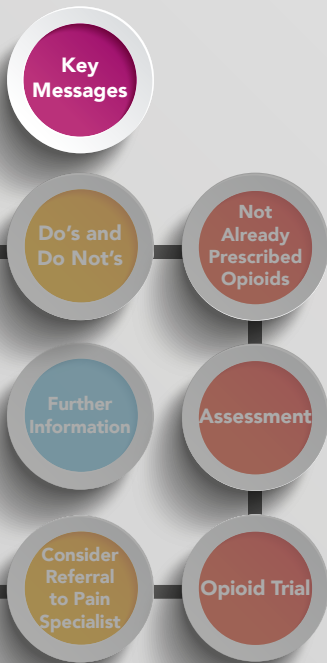 Key
Messages
Do's and
Do Not's
Not
Already
Prescribed
Opioids
Further
Information
Assessment
Consider
Referral
to Pain
Specialist
Opioid Trial